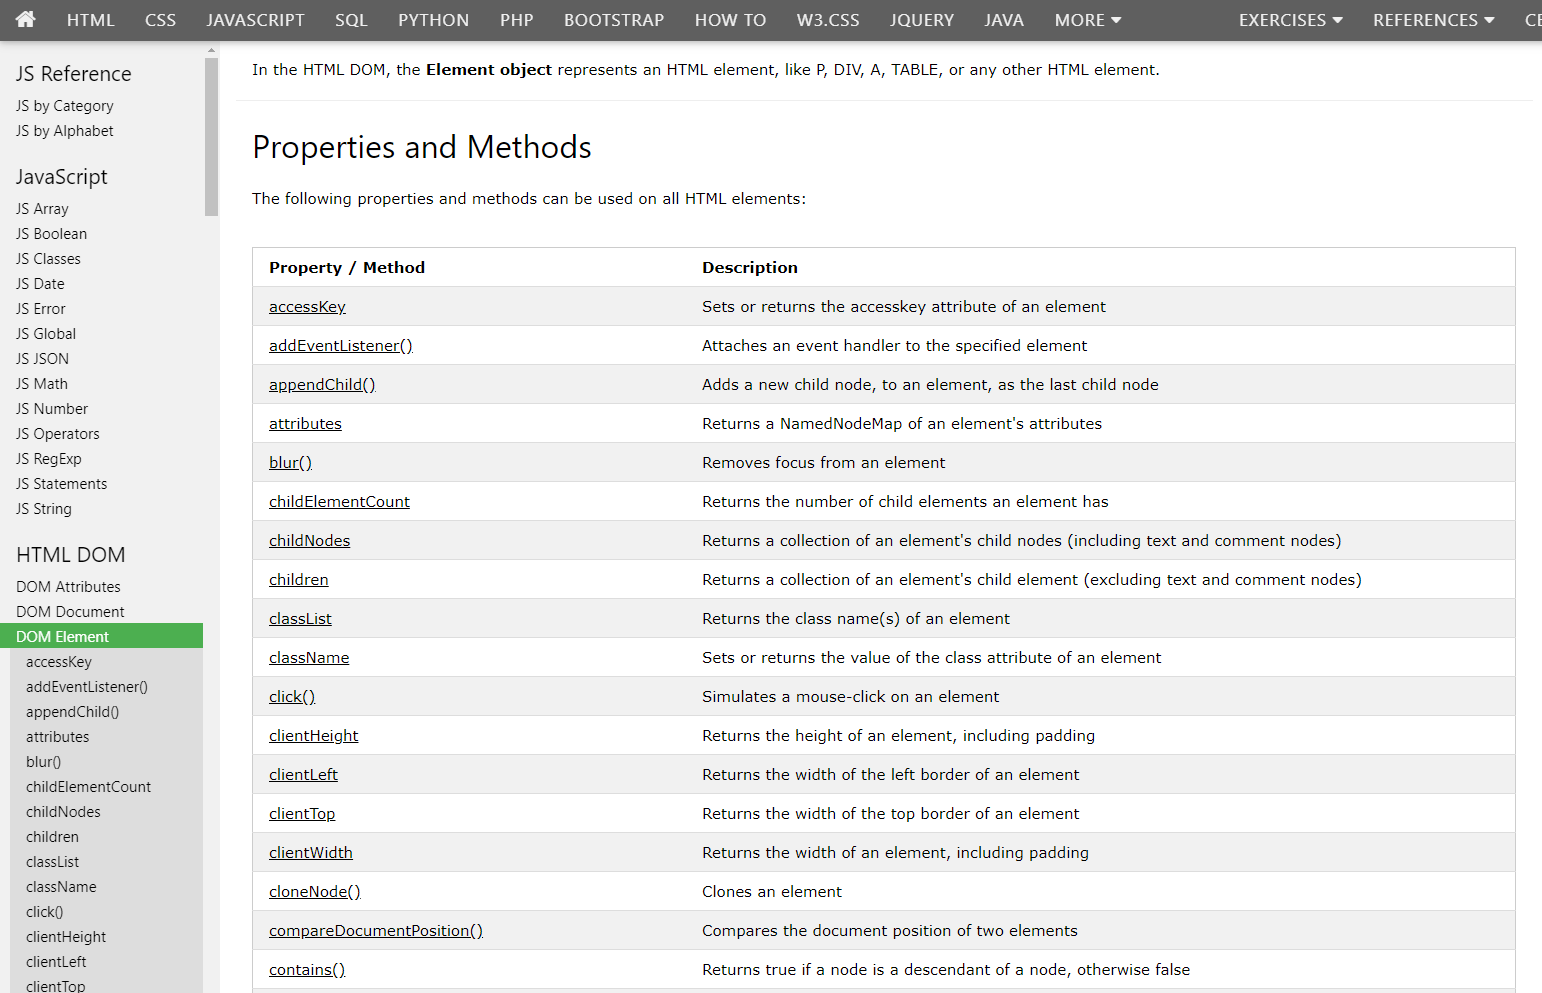 HTML CSS JAVASCRIPT SQL PYTHON PHP BOOTSTRAP HOW TO W3.CSS JQUERY JAVA MORE EXERCISES REFERENCES
JS Reference
JS by Category
JS by Alphabet
JavaScript
JS Array
JS Boolean
JS Classes
JS Date
JS Error
JS Global
JS JSON
JS Math
JS Number
JS Operators
JS RegExp
JS Statements
JS String
HTML DOM
DOM Attributes
DOM Document
DOM Element
accessKey
addEventListener()
appendChild()
attributes
blur()
childElementCount
childNodes
children
classList
className
click()
clientHeight
clientLeft
clientTop
In the HTML DOM, the Element object represents an HTML element, like P, DIV, A, TABLE, or any other HTML element.
Properties and Methods
The following properties and methods can be used on all HTML elements:
Property / Method Description
accessKey Sets or returns the accesskey attribute of an element
addEventListener() Attaches an event handler to the specified element
appendChild() Adds a new child node, to an element, as the last child node
attributes Returns a NamedNodeMap of an element's attributes
blur() Removes focus from an element
childElementCount Returns the number of child elements an element has
childNodes Returns a collection of an element's child nodes (including text and comment nodes)
children Returns a collection of an element's child element (excluding text and comment nodes)
classList Returns the class name(s) of an element
className Sets or returns the value of the class attribute of an element
click() Simulates a mouse-click on an element
clientHeight Returns the height of an element, including padding
clientLeft Returns the width of the left border of an element
clientTop Returns the width of the top border of an element
clientWidth Returns the width of an element, including padding
cloneNode() Clones an element
compareDocumentPosition() Compares the document position of two elements
contains() Returns true if a node is a descendant of a node, otherwise false